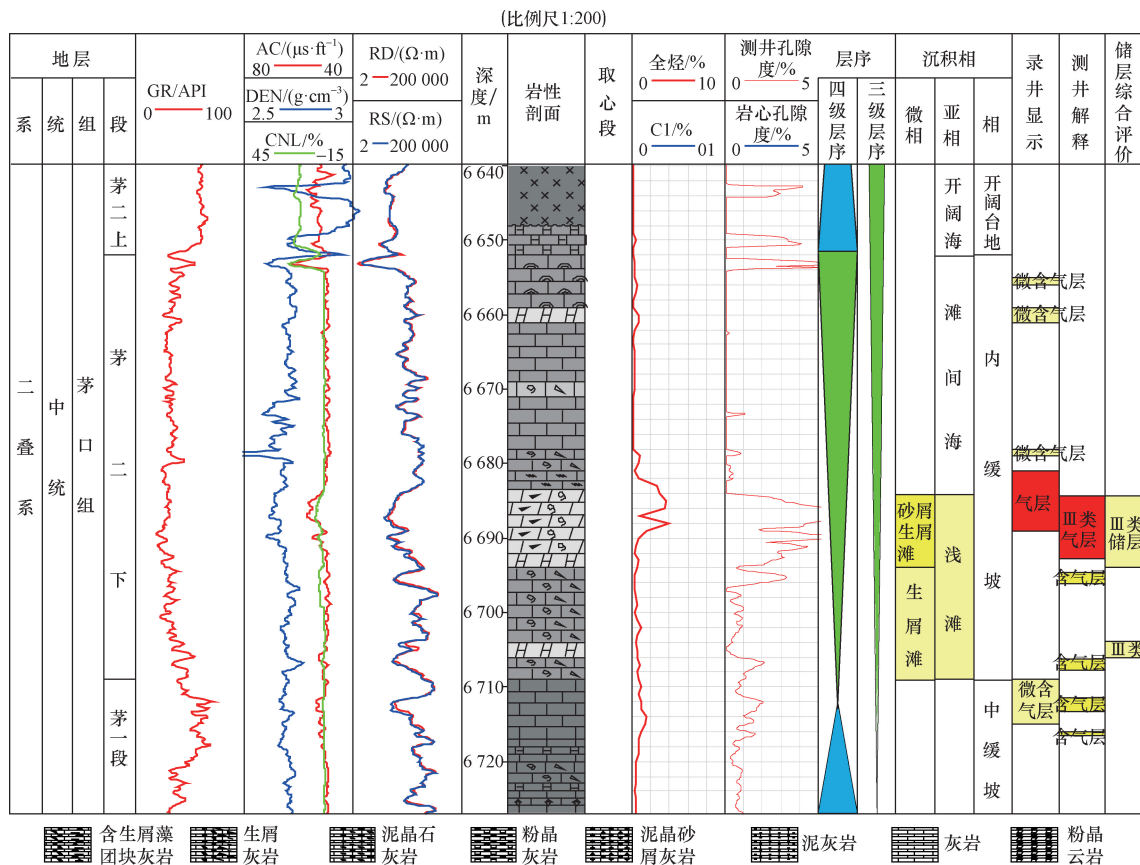 (比例尺1:200)
地层
系
统
组
段
GR/API
0 100
AC/(μs·ft⁻¹)
80 40
DEN/(g·cm⁻³)
2.5 3
CNL/%
45 −15
RD/(Ω·m)
2 200 000
RS/(Ω·m)
2 200 000
深度/m
岩性
剖面
取心段
全烃/%
0 10
C1/%
0 01
测井孔隙
度/%
0 5
岩心孔隙
度/%
0 5
层序
四级层序
三级层序
沉积相
微相
亚相
相
录井显示
测井解释
储层综合评价
二叠系
中统
茅口组
茅二上
茅二下
茅一段
6 640
6 650
6 660
6 670
6 680
6 690
6 700
6 710
6 720
砂屑
生屑
滩
生屑滩
开阔海
滩间海
浅滩
开阔台地
内缓坡
中缓坡
微含气层
微含气层
微含气层
气层
微含
气层
Ⅲ类
气层
含气层
含气层
含气层
含气层
Ⅲ类
储层
Ⅲ类
含生屑藻
团块灰岩
生屑
灰岩
泥晶石
灰岩
粉晶
灰岩
泥晶砂
屑灰岩
泥灰岩
灰岩
粉晶
云岩